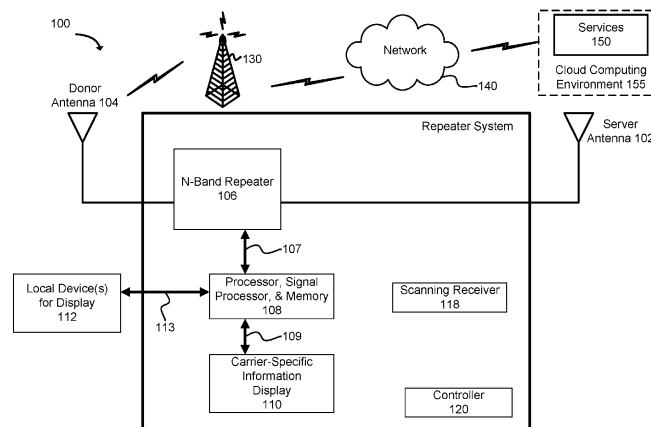 100
Donor
Antenna 104
130
Network
140
Services
150
Cloud Computing
Environment 155
Repeater System
Server
Antenna 102
N-Band Repeater
106
107
Local Device(s)
for Display
112
113
Processor, Signal
Processor, & Memory
108
Scanning Receiver
118
109
Carrier-Specific
Information
Display
110
Controller
120